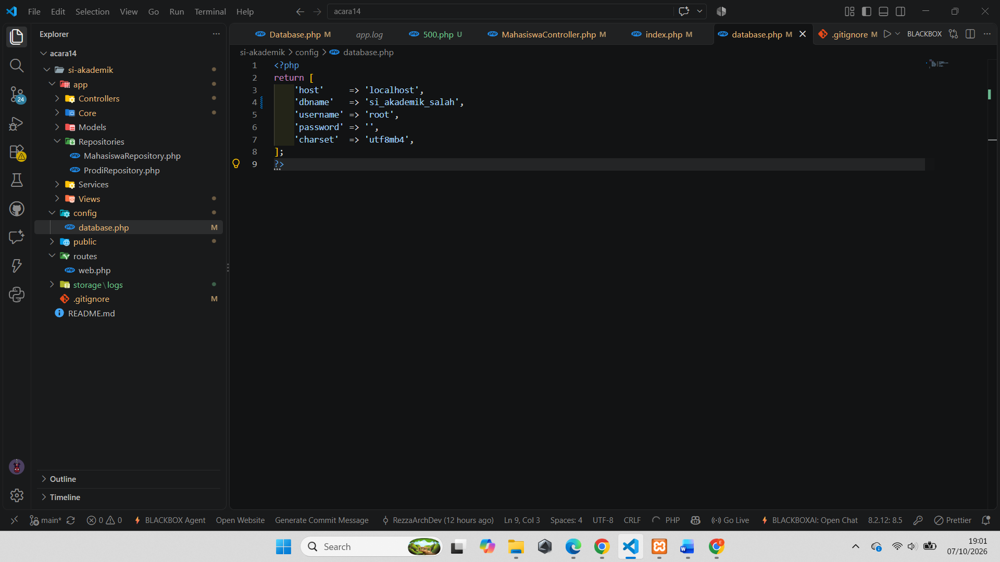 File Edit Selection View Go Run Terminal Help
acara14
Explorer
acara14
si-akademik
app
Controllers
Core
Models
Repositories
MahasiswaRepository.php
ProdiRepository.php
Services
Views
config
database.php M
public
routes
web.php
storage\logs
.gitignore M
README.md
Outline
Timeline
24
Database.php M
app.log
500.php U
MahasiswaController.php M
index.php M
database.php M
.gitignore M
BLACKBOX
si-akademik > config > database.php
1 <?php
2 return [
3 'host' => 'localhost',
4 'dbname' => 'si_akademik_salah',
5 'username' => 'root',
6 'password' => '',
7 'charset' => 'utf8mb4',
8 ];
9 ?>
main* 0 0 BLACKBOX Agent Open Website Generate Commit Message RezzaArchDev (12 hours ago) Ln 9, Col 3 Spaces: 4 UTF-8 CRLF PHP Go Live BLACKBOXAI: Open Chat 8.2.12: 8.5 Prettier
Search
19:01
07/10/2026